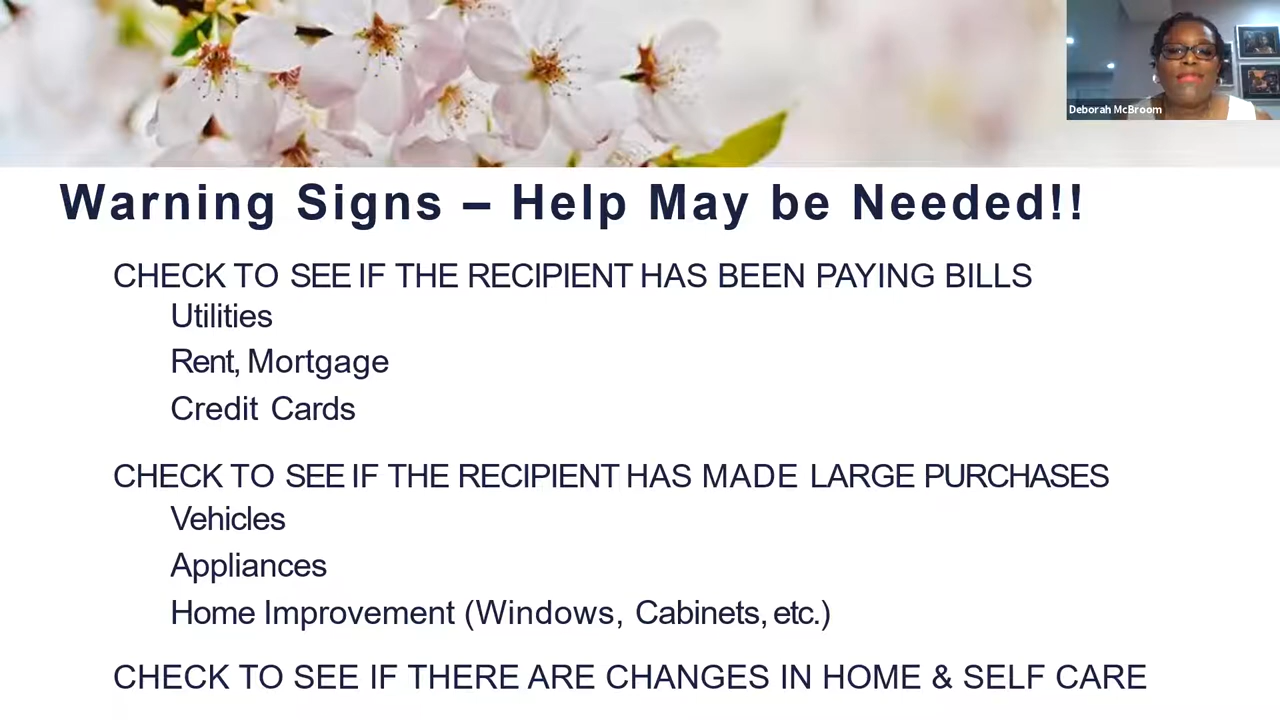 Deborah McBroom
Warning Signs – Help May be Needed!!
CHECK TO SEE IF THE RECIPIENT HAS BEEN PAYING BILLS
Utilities
Rent, Mortgage
Credit Cards
CHECK TO SEE IF THE RECIPIENT HAS MADE LARGE PURCHASES
Vehicles
Appliances
Home Improvement (Windows, Cabinets, etc.)
CHECK TO SEE IF THERE ARE CHANGES IN HOME & SELF CARE